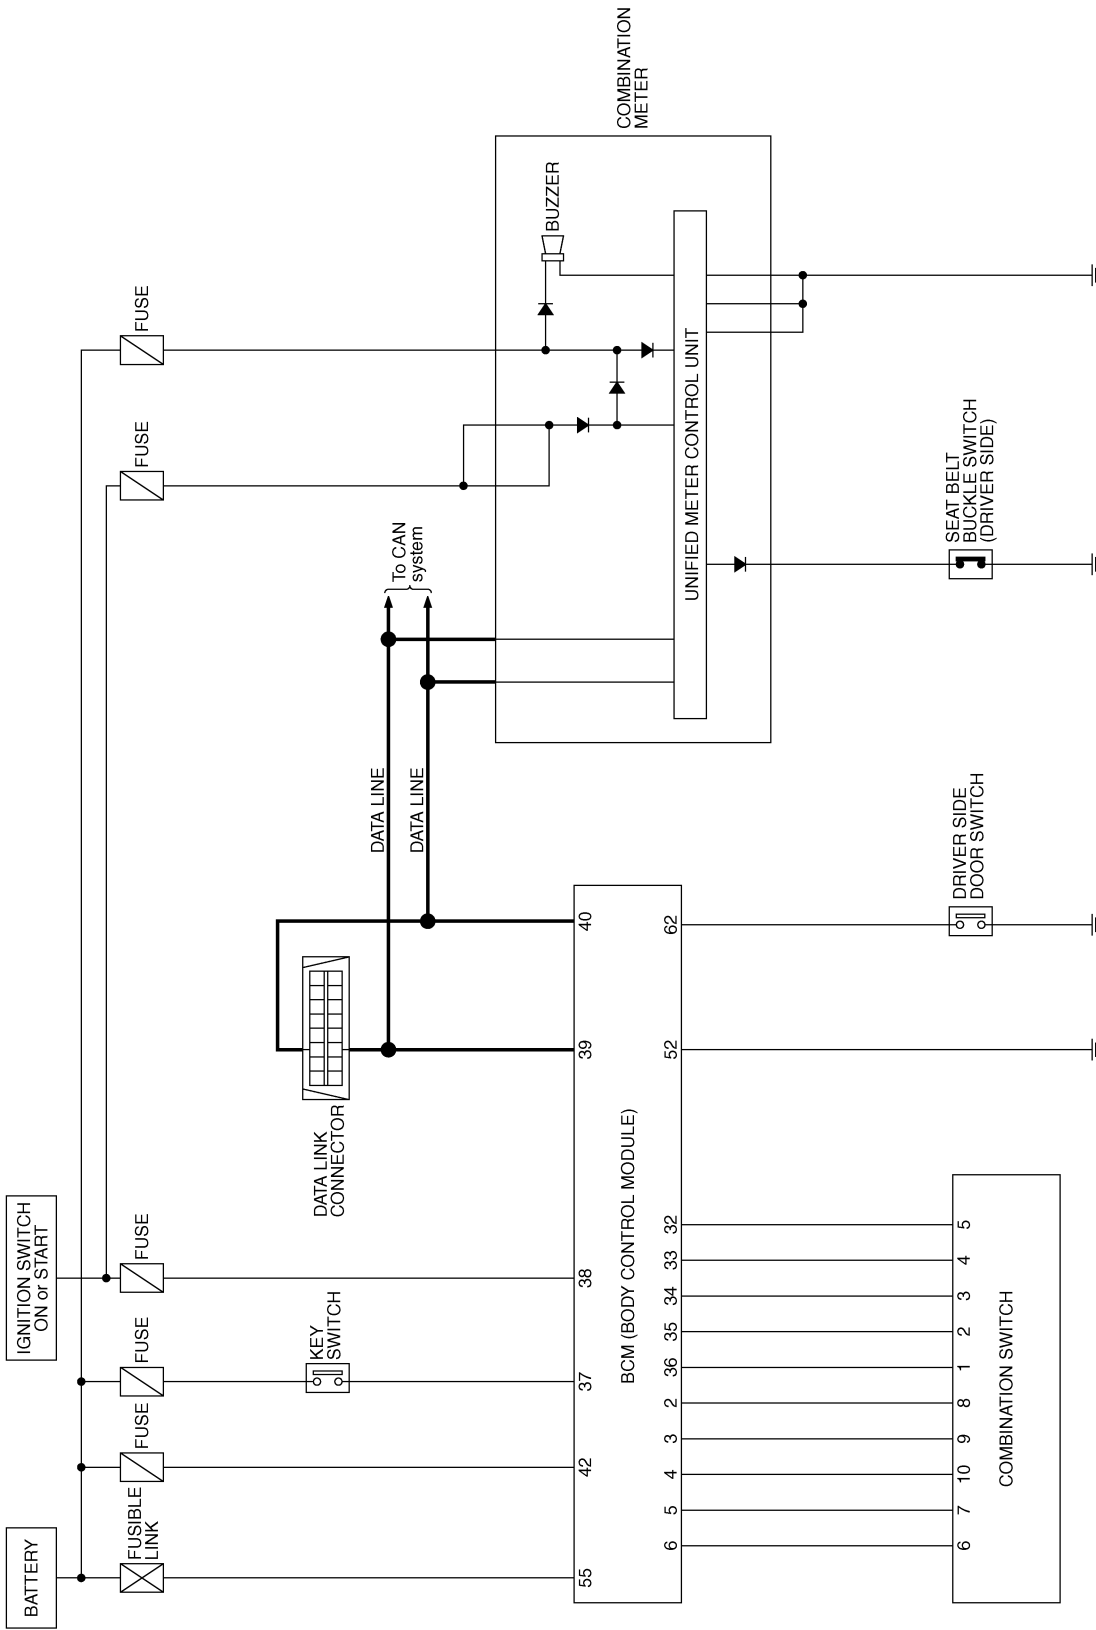 BATTERY
IGNITION SWITCH
ON or START
FUSIBLE
LINK
FUSE
FUSE
FUSE
FUSE
FUSE
KEY
SWITCH
DATA LINK
CONNECTOR
DATA LINE
DATA LINE
To CAN
system
COMBINATION
METER
BUZZER
UNIFIED METER CONTROL UNIT
55
42
37
38
39
40
BCM (BODY CONTROL MODULE)
6
5
4
3
2
36
35
34
33
32
52
62
6
7
10
9
8
1
2
3
4
5
COMBINATION SWITCH
DRIVER SIDE
DOOR SWITCH
SEAT BELT
BUCKLE SWITCH
(DRIVER SIDE)